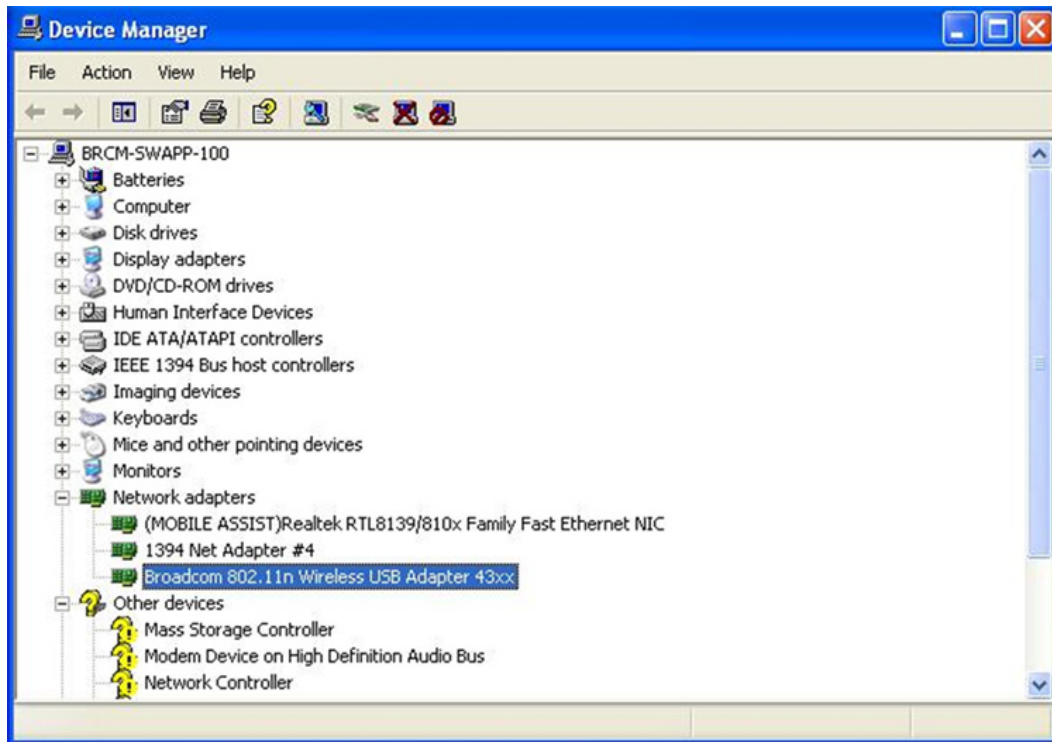 Device Manager
File Action View Help
BRCM-SWAPP-100
Batteries
Computer
Disk drives
Display adapters
DVD/CD-ROM drives
Human Interface Devices
IDE ATA/ATAPI controllers
IEEE 1394 Bus host controllers
Imaging devices
Keyboards
Mice and other pointing devices
Monitors
Network adapters
(MOBILE ASSIST)Realtek RTL8139/810x Family Fast Ethernet NIC
1394 Net Adapter #4
Broadcom 802.11n Wireless USB Adapter 43xx
Other devices
Mass Storage Controller
Modem Device on High Definition Audio Bus
Network Controller